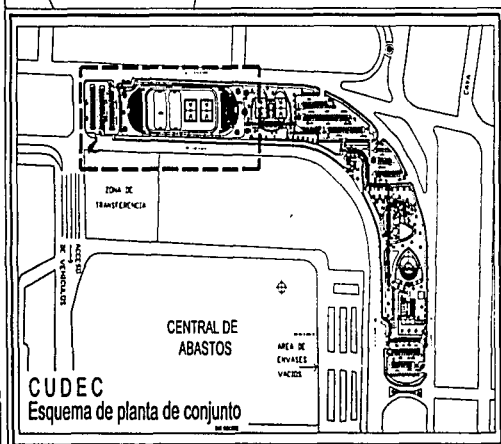 ZONA DE
TRANSFERENCIA
ACCESO
DE VEHICULOS
CENTRAL DE
ABASTOS
AREA DE
ENVASES
VACIOS
CUDEC
Esquema de planta de conjunto